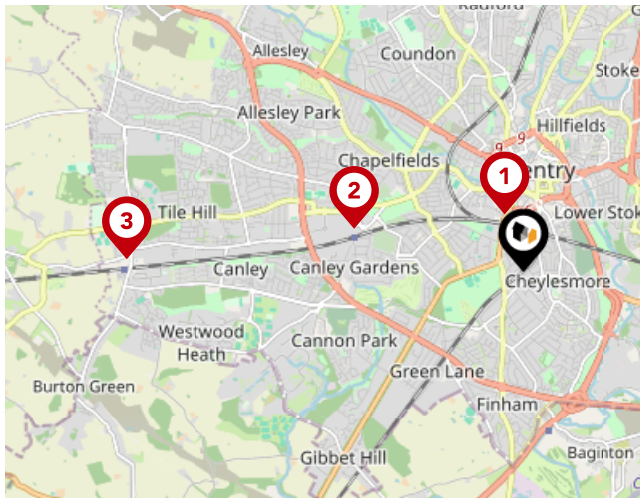 Radford
Allesley
Coundon
Stoke
Allesley Park
Hillfields
9
9
Chapelfields
1
entry
2
3
Tile Hill
Lower Stok
Canley
Canley Gardens
Cheylesmore
Westwood
Heath
Cannon Park
Green Lane
Burton Green
Finham
Gibbet Hill
Baginton